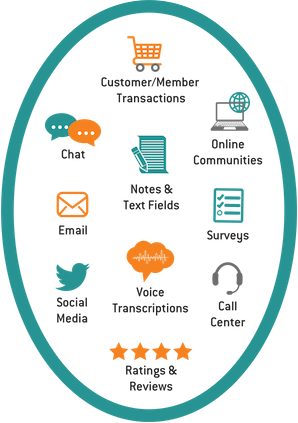 Customer/Member
Transactions
Chat
Online
Communities
Notes &
Text Fields
Email
Surveys
Social
Media
Voice
Transcriptions
Call
Center
Ratings &
Reviews